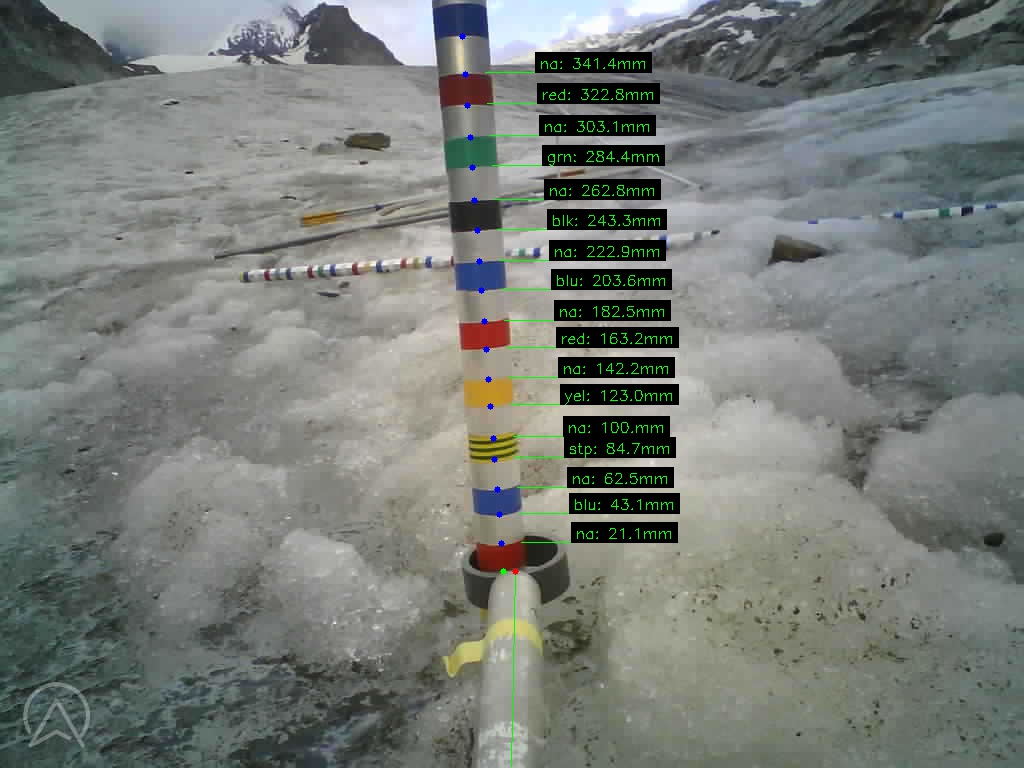 na: 341.4mm
red: 322.8mm
na: 303.1mm
grn: 284.4mm
na: 262.8mm
blk: 243.3mm
na: 222.9mm
blu: 203.6mm
na: 182.5mm
red: 163.2mm
na: 142.2mm
yel: 123.0mm
na: 100.mm
stp: 84.7mm
na: 62.5mm
blu: 43.1mm
na: 21.1mm